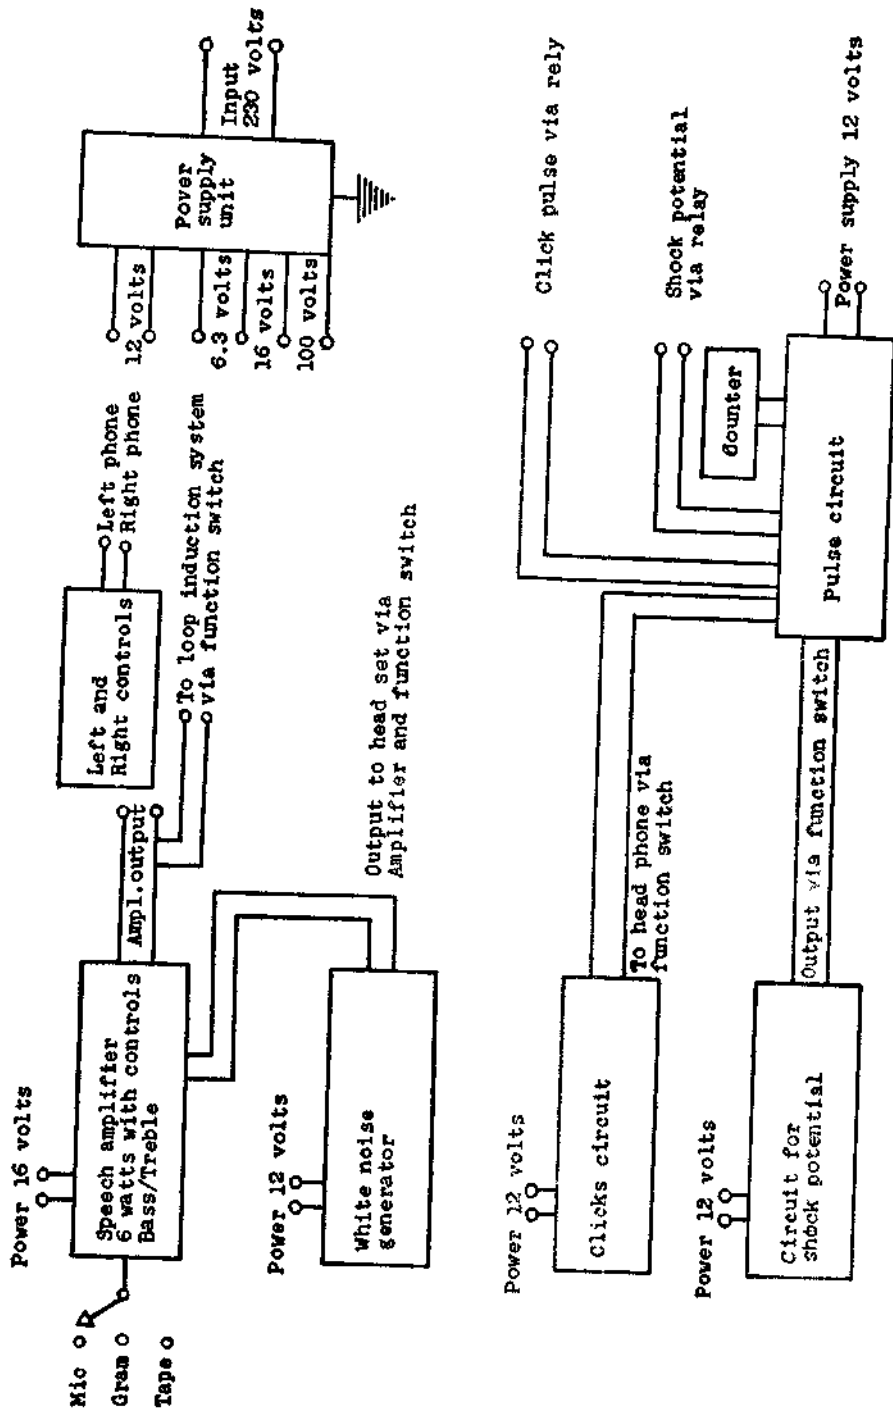 Mic
Gram
Tape
Power 16 volts
Speech amplifier
6 watts with controls
Bass/Treble
Ampl.output
Left and
Right controls
Left phone
Right phone
To loop induction system
via function switch
12 volts
6.3 volts
16 volts
100 volts
Pover
supply
unit
Input
230 volts
Power 12 volts
White noise
generator
Output to head set via
Amplifier and function switch
Power 12 volts
Clicks circuit
To head phone via
function switch
Click pulse via rely
Shock potential
via relay
Counter
Power 12 volts
Circuit for
shock potential
Output via function switch
Pulse circuit
Power supply 12 volts